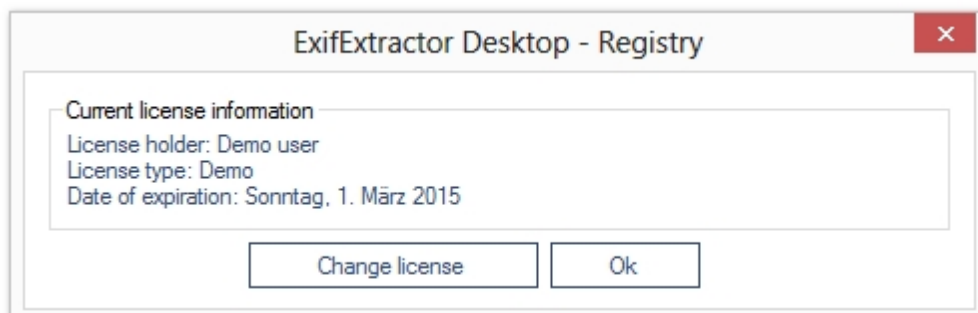 ExifExtractor Desktop - Registry
Current license information
License holder: Demo user
License type: Demo
Date of expiration: Sonntag, 1. März 2015
Change license
Ok